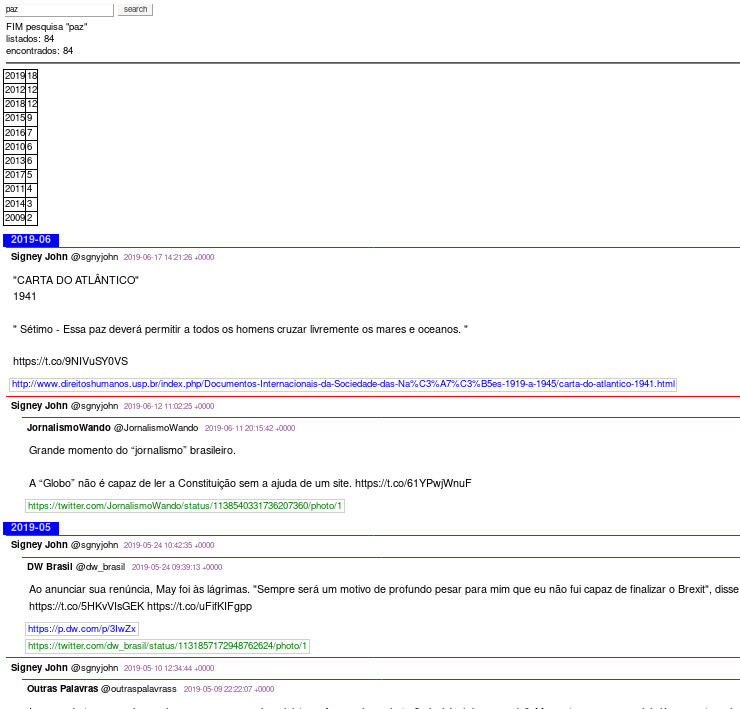 paz search
FIM pesquisa "paz"
listados: 84
encontrados: 84
2019 18
2012 12
2018 12
2015 9
2016 7
2010 6
2013 6
2017 5
2011 4
2014 3
2009 2
2019-06
Signey John @sgnyjohn 2019-06-17 14:21:26 +0000
"CARTA DO ATLÂNTICO"
1941
" Sétimo - Essa paz deverá permitir a todos os homens cruzar livremente os mares e oceanos. "
https://t.co/9NIVuSY0VS
http://www.direitoshumanos.usp.br/index.php/Documentos-Internacionais-da-Sociedade-das-Na%C3%A7%C3%B5es-1919-a-1945/carta-do-atlantico-1941.html
Signey John @sgnyjohn 2019-06-12 11:02:25 +0000
JornalismoWando @JornalismoWando 2019-06-11 20:15:42 +0000
Grande momento do “jornalismo” brasileiro.
A “Globo” não é capaz de ler a Constituição sem a ajuda de um site. https://t.co/61YPwjWnuF
https://twitter.com/JornalismoWando/status/1138540331736207360/photo/1
2019-05
Signey John @sgnyjohn 2019-05-24 10:42:35 +0000
DW Brasil @dw_brasil 2019-05-24 09:39:13 +0000
Ao anunciar sua renúncia, May foi às lágrimas. "Sempre será um motivo de profundo pesar para mim que eu não fui capaz de finalizar o Brexit", disse
https://t.co/5HKvVIsGEK https://t.co/uFifKIFgpp
https://p.dw.com/p/3IwZx
https://twitter.com/dw_brasil/status/1131857172948762624/photo/1
Signey John @sgnyjohn 2019-05-10 12:34:44 +0000
Outras Palavras @outraspalavrass 2019-05-09 22:22:07 +0000